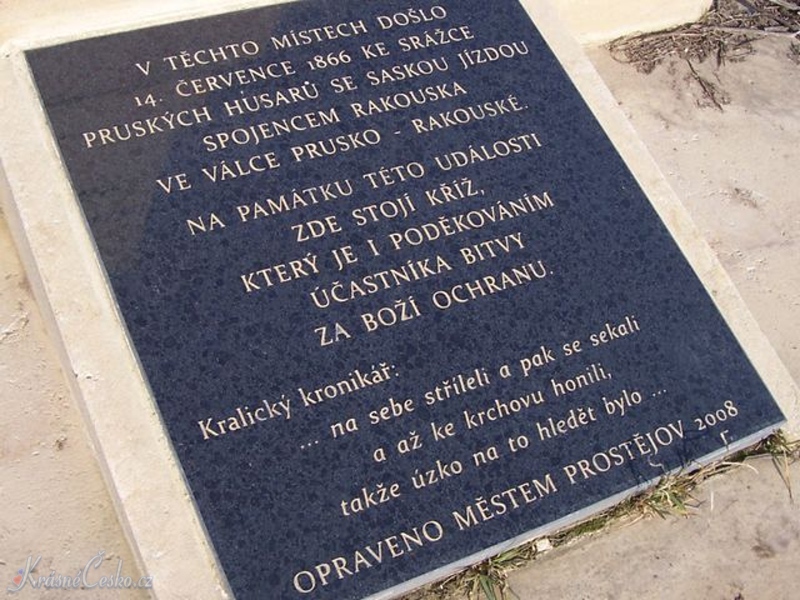 V TĚCHTO MÍSTECH DOŠLO
14. ČERVENCE 1866 KE SRÁŽCE
PRUSKÝCH HUSARŮ SE SASKOU JÍZDOU
SPOJENCEM RAKOUSKA
VE VÁLCE PRUSKO - RAKOUSKÉ.
NA PAMÁTKU TÉTO UDÁLOSTI
ZDE STOJÍ KŘÍŽ,
KTERÝ JE I PODĚKOVÁNÍM
ÚČASTNÍKA BITVY
ZA BOŽÍ OCHRANU.
Kralický kronikář:
... na sebe stříleli a pak se sekali
a až ke krchovu honili,
takže úzko na to hledět bylo ...
OPRAVENO MĚSTEM PROSTĚJOV 2008
KrásnéČesko.cz